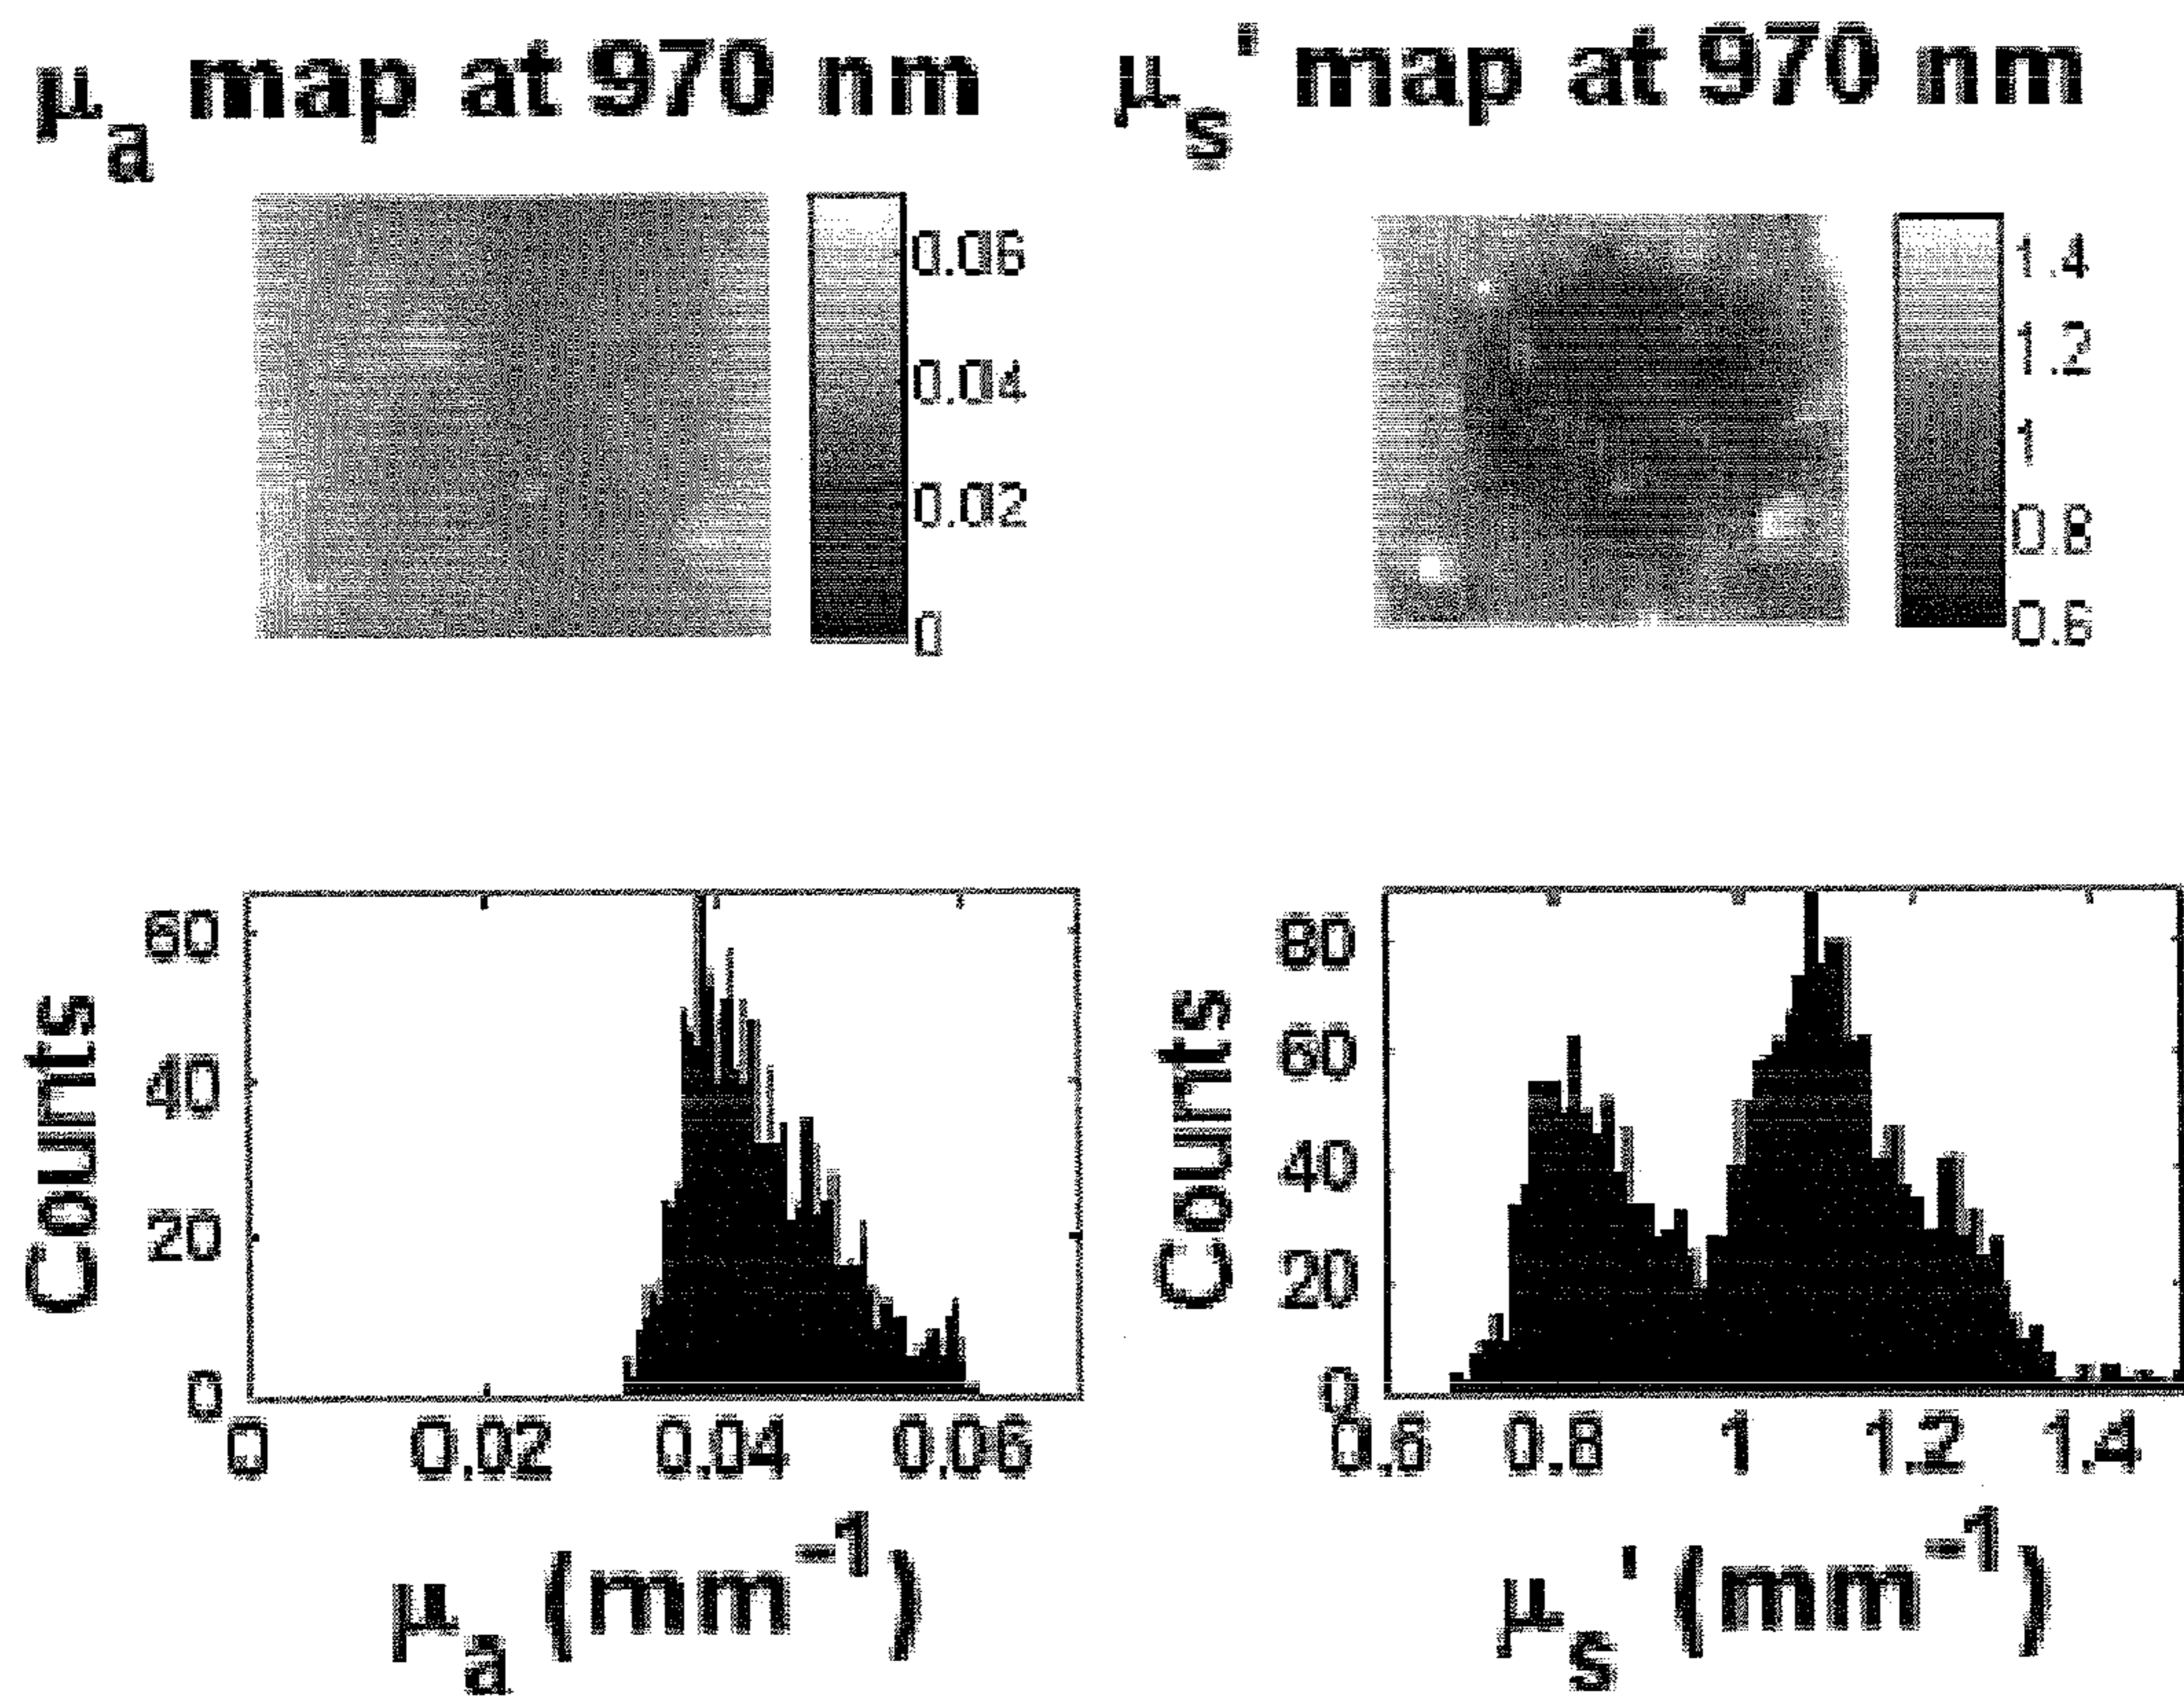 μa map at 970 nm
0.06
0.04
0.02
0
μs' map at 970 nm
1.4
1.2
1
0.8
0.6
Counts
60
40
20
0
0 0.02 0.04 0.06
μa (mm-1)
Counts
80
60
40
20
0
0.6 0.8 1 1.2 1.4
μs' (mm-1)